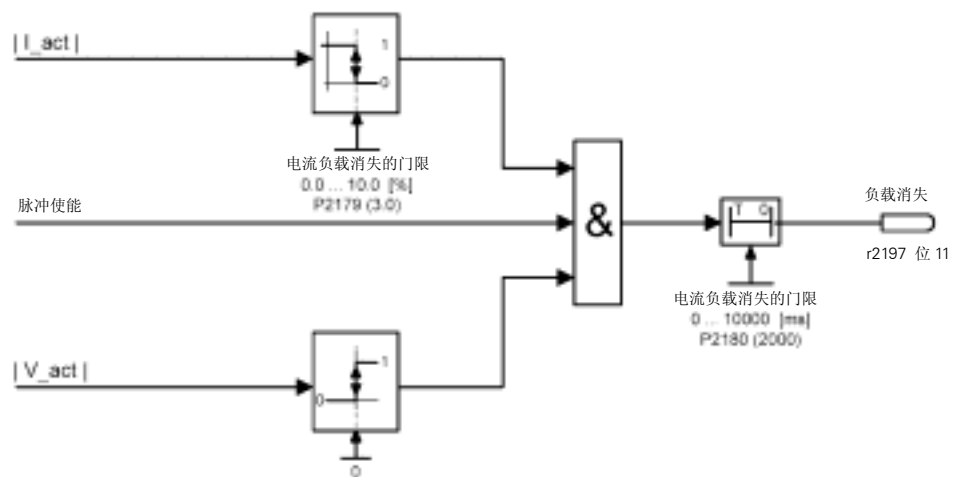 | I_act |
1
0
电流负载消失的门限
0.0 ... 10.0 [%]
P2179 (3.0)
脉冲使能
&
T 0
负载消失
r2197 位 11
电流负载消失的门限
0 ... 10000 [ms]
P2180 (2000)
| V_act |
1
0
0